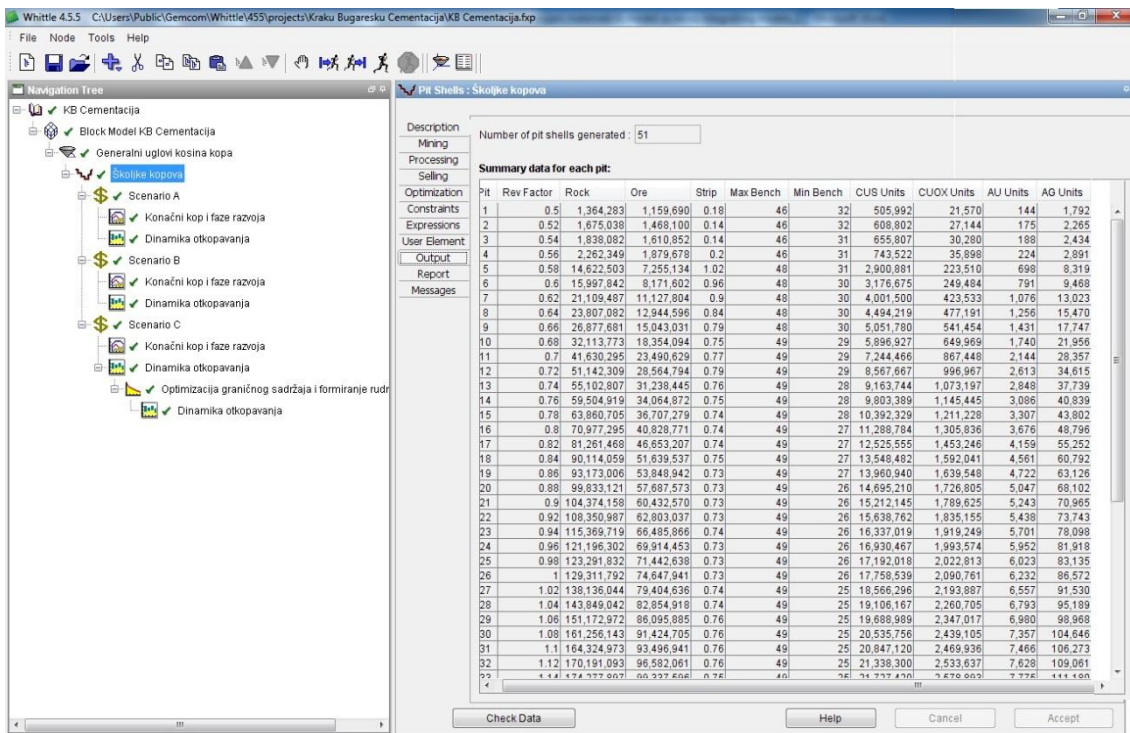 Whittle 4.5.5 C:\Users\Public\Gemcom\Whittle\455\projects\Kraku Bugaresku Cementacija\KB Cementacija.fxp
File Node Tools Help
Navigation Tree
KB Cementacija
Block Model KB Cementacija
Generalni uglovi kosina kopa
Školjke kopova
Scenario A
Konačni kop i faze razvoja
Dinamika otkopavanja
Scenario B
Konačni kop i faze razvoja
Dinamika otkopavanja
Scenario C
Konačni kop i faze razvoja
Dinamika otkopavanja
Optimizacija graničnog sadržaja i formiranje rudr
Dinamika otkopavanja
Pit Shells : Školjke kopova
Description
Mining
Processing
Selling
Optimization
Constraints
Expressions
User Element
Output
Report
Messages
Number of pit shells generated : 51
Summary data for each pit:
Pit Rev Factor Rock Ore Strip Max Bench Min Bench CUS Units CUOX Units AU Units AG Units
1 0.5 1,364,283 1,159,690 0.18 46 32 505,992 21,570 144 1,792
2 0.52 1,675,038 1,468,100 0.14 46 32 608,802 27,144 175 2,265
3 0.54 1,838,082 1,610,852 0.14 46 31 655,807 30,280 188 2,434
4 0.56 2,262,349 1,879,678 0.2 46 31 743,522 35,898 224 2,891
5 0.58 14,622,503 7,255,134 1.02 48 31 2,900,881 223,510 698 8,319
6 0.6 15,997,842 8,171,602 0.96 48 30 3,176,675 249,484 791 9,468
7 0.62 21,109,487 11,127,804 0.9 48 30 4,001,500 423,533 1,076 13,023
8 0.64 23,807,082 12,944,596 0.84 48 30 4,494,219 477,191 1,256 15,470
9 0.66 26,877,681 15,043,031 0.79 48 30 5,051,780 541,454 1,431 17,747
10 0.68 32,113,773 18,354,094 0.75 49 29 5,896,927 649,969 1,740 21,956
11 0.7 41,630,295 23,490,629 0.77 49 29 7,244,466 867,448 2,144 28,357
12 0.72 51,142,309 28,564,794 0.79 49 29 8,567,667 996,967 2,613 34,615
13 0.74 55,102,807 31,238,445 0.76 49 28 9,163,744 1,073,197 2,848 37,739
14 0.76 59,504,919 34,064,872 0.75 49 28 9,803,389 1,145,445 3,086 40,839
15 0.78 63,860,705 36,707,279 0.74 49 28 10,392,329 1,211,228 3,307 43,802
16 0.8 70,977,295 40,828,771 0.74 49 27 11,288,784 1,305,836 3,676 48,796
17 0.82 81,261,468 46,653,207 0.74 49 27 12,525,555 1,453,246 4,159 55,252
18 0.84 90,114,059 51,639,537 0.75 49 27 13,548,482 1,592,041 4,561 60,792
19 0.86 93,173,006 53,848,942 0.73 49 27 13,960,940 1,639,548 4,722 63,126
20 0.88 99,833,121 57,687,573 0.73 49 26 14,695,210 1,726,805 5,047 68,102
21 0.9 104,374,158 60,432,570 0.73 49 26 15,212,145 1,789,625 5,243 70,965
22 0.92 108,350,987 62,803,037 0.73 49 26 15,638,762 1,835,155 5,438 73,743
23 0.94 115,369,719 66,485,866 0.74 49 26 16,337,019 1,919,249 5,701 78,098
24 0.96 121,196,302 69,914,453 0.73 49 26 16,930,467 1,993,574 5,952 81,918
25 0.98 123,291,832 71,442,638 0.73 49 26 17,192,018 2,022,813 6,023 83,135
26 1 129,311,792 74,647,941 0.73 49 26 17,758,539 2,090,761 6,232 86,572
27 1.02 138,136,044 79,404,636 0.74 49 25 18,566,296 2,193,887 6,557 91,530
28 1.04 143,849,042 82,854,918 0.74 49 25 19,106,167 2,260,705 6,793 95,189
29 1.06 151,172,972 86,095,885 0.76 49 25 19,688,989 2,347,017 6,980 98,968
30 1.08 161,256,143 91,424,705 0.76 49 25 20,535,756 2,439,105 7,357 104,646
31 1.1 164,324,973 93,496,941 0.76 49 25 20,847,120 2,469,936 7,466 106,273
32 1.12 170,191,093 96,582,061 0.76 49 25 21,338,300 2,533,637 7,628 109,061
Check Data Help Cancel Accept